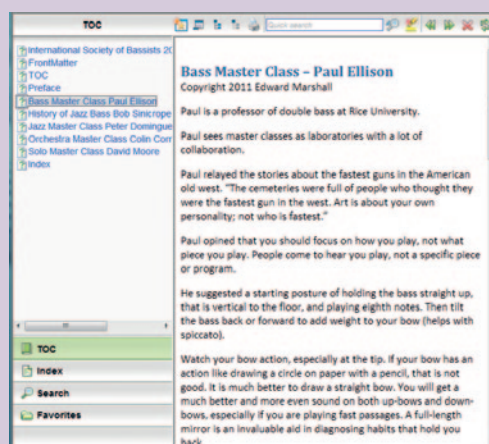 TOC
Quick search
International Society of Bassists 20
FrontMatter
TOC
Preface
Bass Master Class Paul Ellison
History of Jazz Bass Bob Sinicrope
Jazz Master Class Peter Domingue
Orchestra Master Class Colin Corr
Solo Master Class David Moore
Index
TOC
Index
Search
Favorites
Bass Master Class – Paul Ellison
Copyright 2011 Edward Marshall
Paul is a professor of double bass at Rice University.
Paul sees master classes as laboratories with a lot of
collaboration.
Paul relayed the stories about the fastest guns in the American
old west. "The cemeteries were full of people who thought they
were the fastest gun in the west. Art is about your own
personality; not who is fastest."
Paul opined that you should focus on how you play, not what
piece you play. People come to hear you play, not a specific piece
or program.
He suggested a starting posture of holding the bass straight up,
that is vertical to the floor, and playing eighth notes. Then tilt
the bass back or forward to add weight to your bow (helps with
spiccato).
Watch your bow action, especially at the tip. If your bow has an
action like drawing a circle on paper with a pencil, that is not
good. It is much better to draw a straight bow. You will get a
much better and more even sound on both up-bows and down-
bows, especially if you are playing fast passages. A full-length
mirror is an invaluable aid in diagnosing habits that hold you
back.